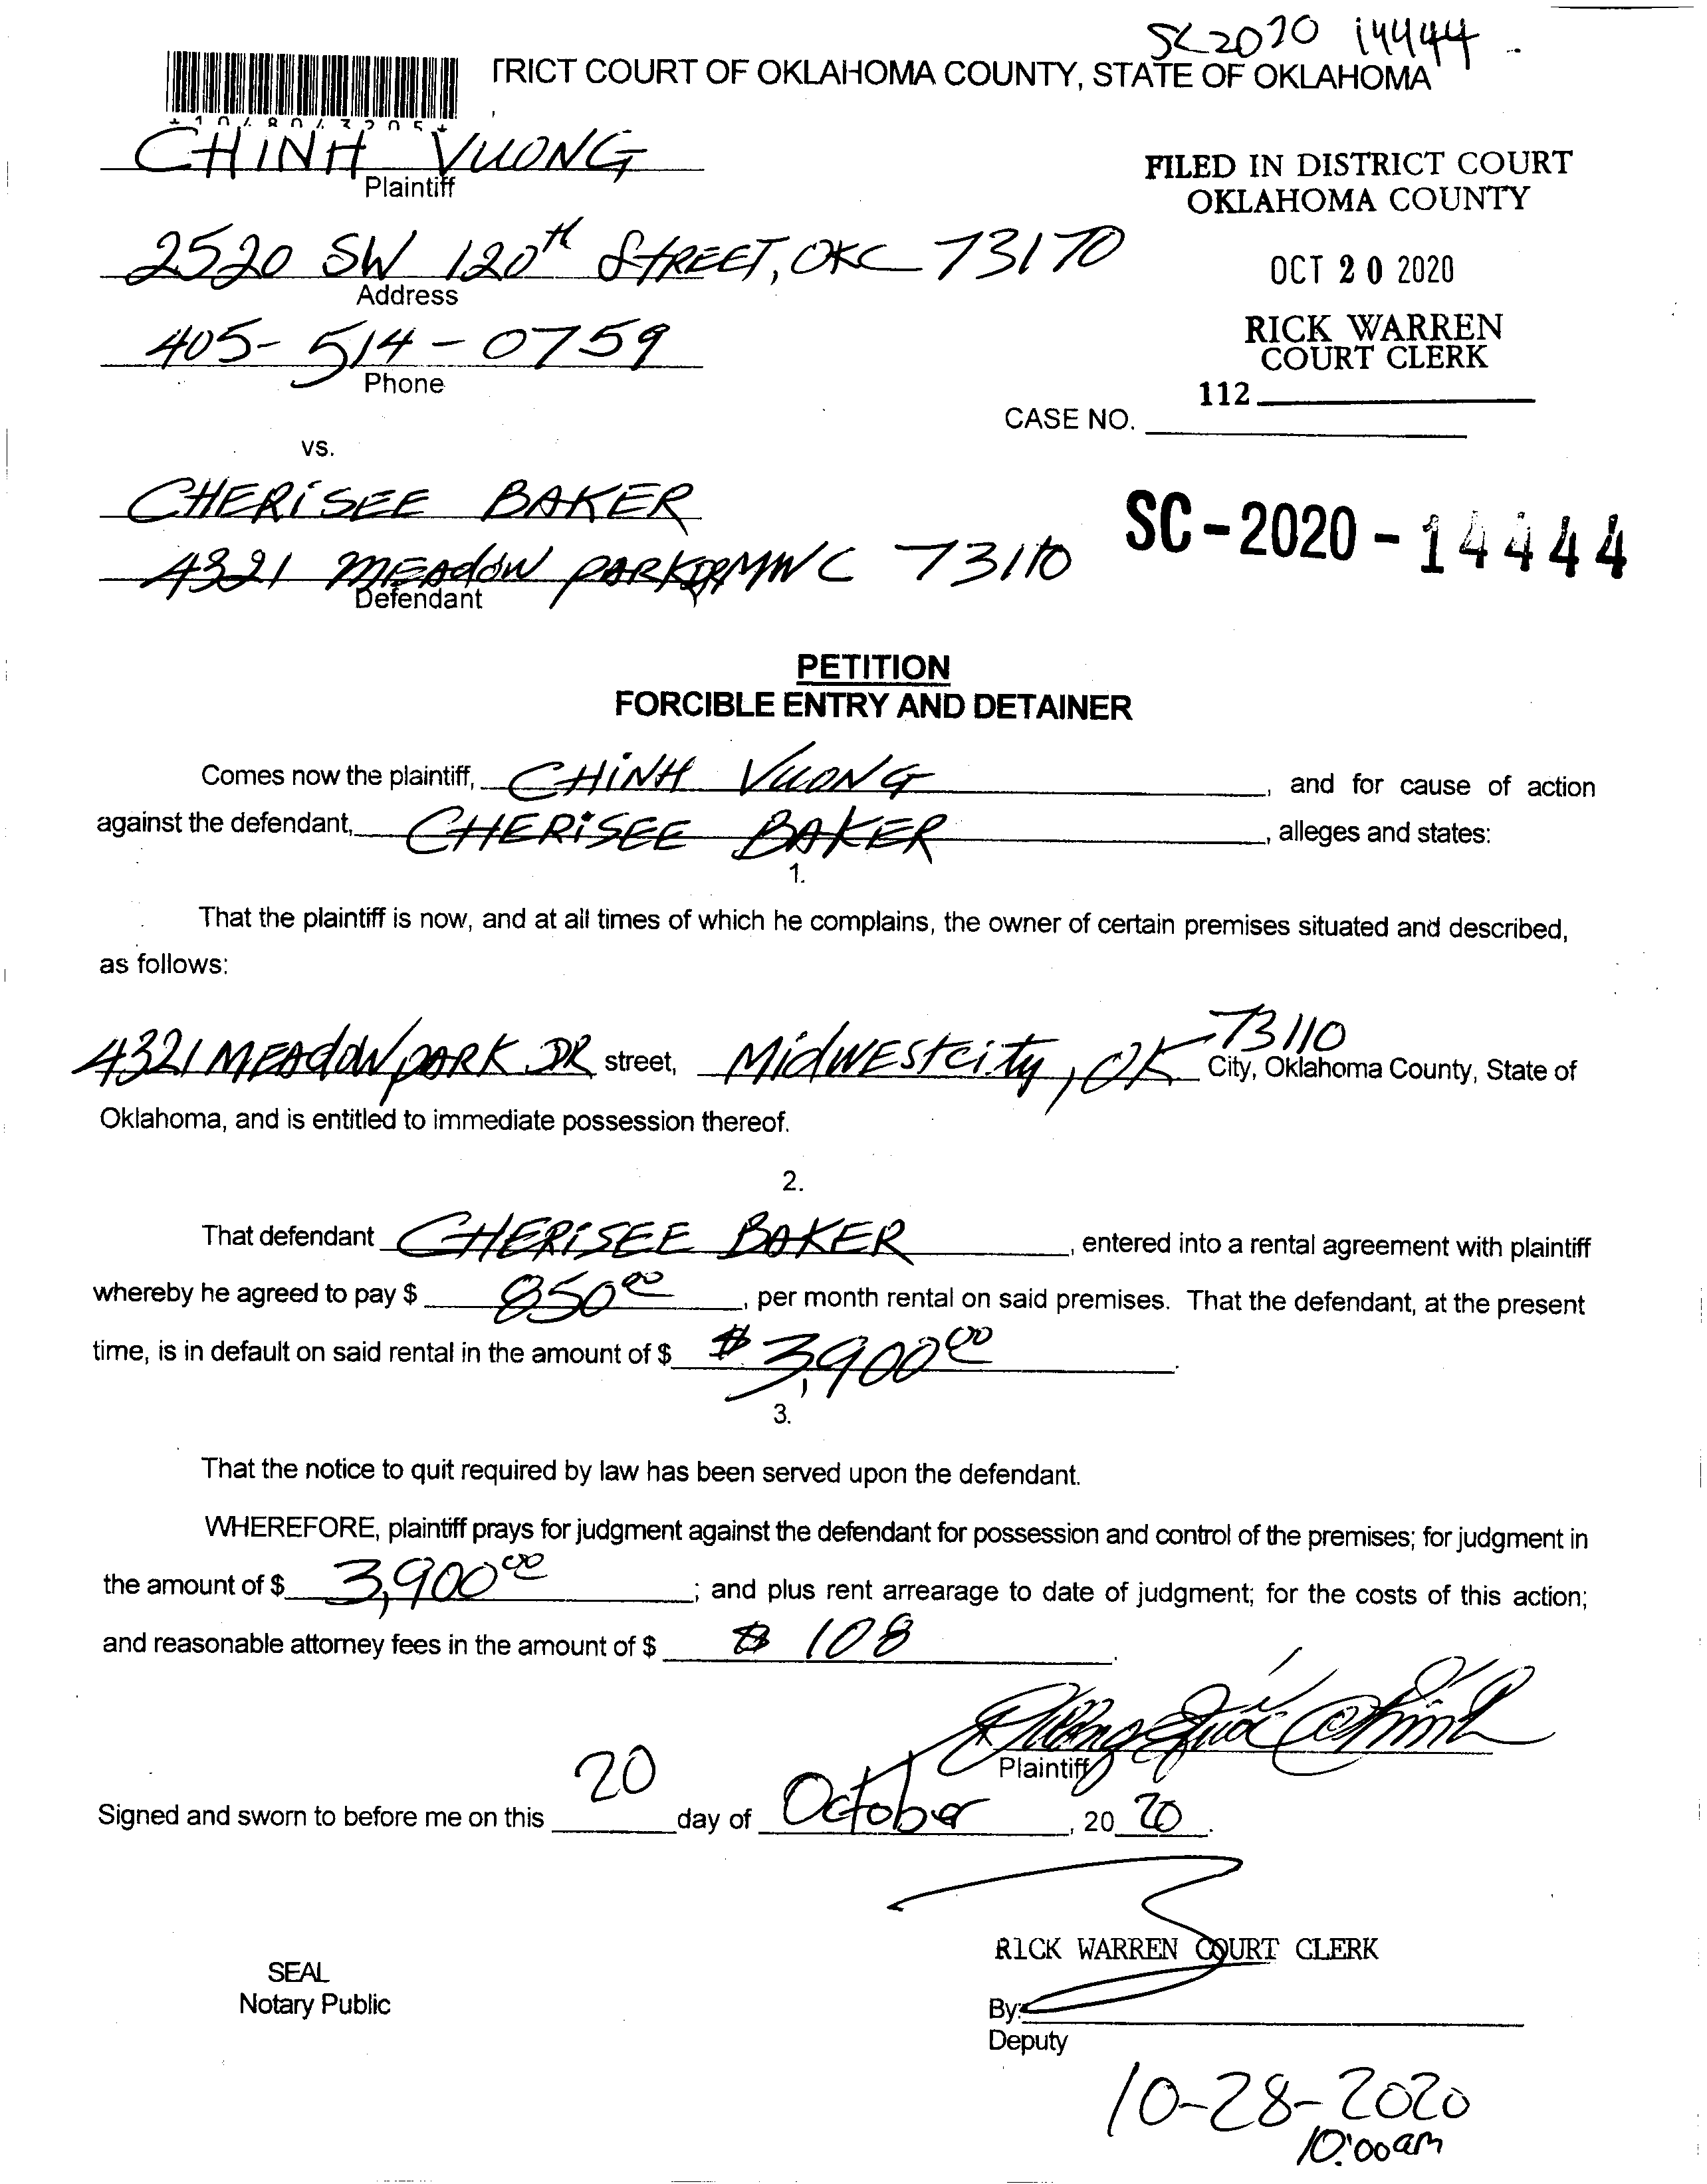 SC2020 14444
TRICT COURT OF OKLAHOMA COUNTY, STATE OF OKLAHOMA
CHINH VUONG
Plaintiff
FILED IN DISTRICT COURT
OKLAHOMA COUNTY
2520 SW 120th STREET, OKC 73170
Address
OCT 20 2020
405-514-0759
Phone
RICK WARREN
COURT CLERK
112
CASE NO.
vs.
CHERISEE BAKER
SC-2020-14444
4321 MEADOW PARK DR MWC 73110
Defendant
PETITION
FORCIBLE ENTRY AND DETAINER
Comes now the plaintiff, CHINH VUONG, and for cause of action
against the defendant, CHERISEE BAKER, alleges and states:
1.
That the plaintiff is now, and at all times of which he complains, the owner of certain premises situated and described,
as follows:
4321 MEADOW PARK DR street, MidWEST city, OK 73110 City, Oklahoma County, State of
Oklahoma, and is entitled to immediate possession thereof.
2.
That defendant CHERISEE BAKER, entered into a rental agreement with plaintiff
whereby he agreed to pay $ 850.00, per month rental on said premises. That the defendant, at the present
time, is in default on said rental in the amount of $ $3,900.00.
3.
That the notice to quit required by law has been served upon the defendant.
WHEREFORE, plaintiff prays for judgment against the defendant for possession and control of the premises; for judgment in
the amount of $ 3,900.00; and plus rent arrearage to date of judgment; for the costs of this action;
and reasonable attorney fees in the amount of $ $ 108.
Plaintiff
Signed and sworn to before me on this 20 day of October, 20 20.
RICK WARREN COURT CLERK
SEAL
Notary Public
By:
Deputy
10-28-2020
10:00am